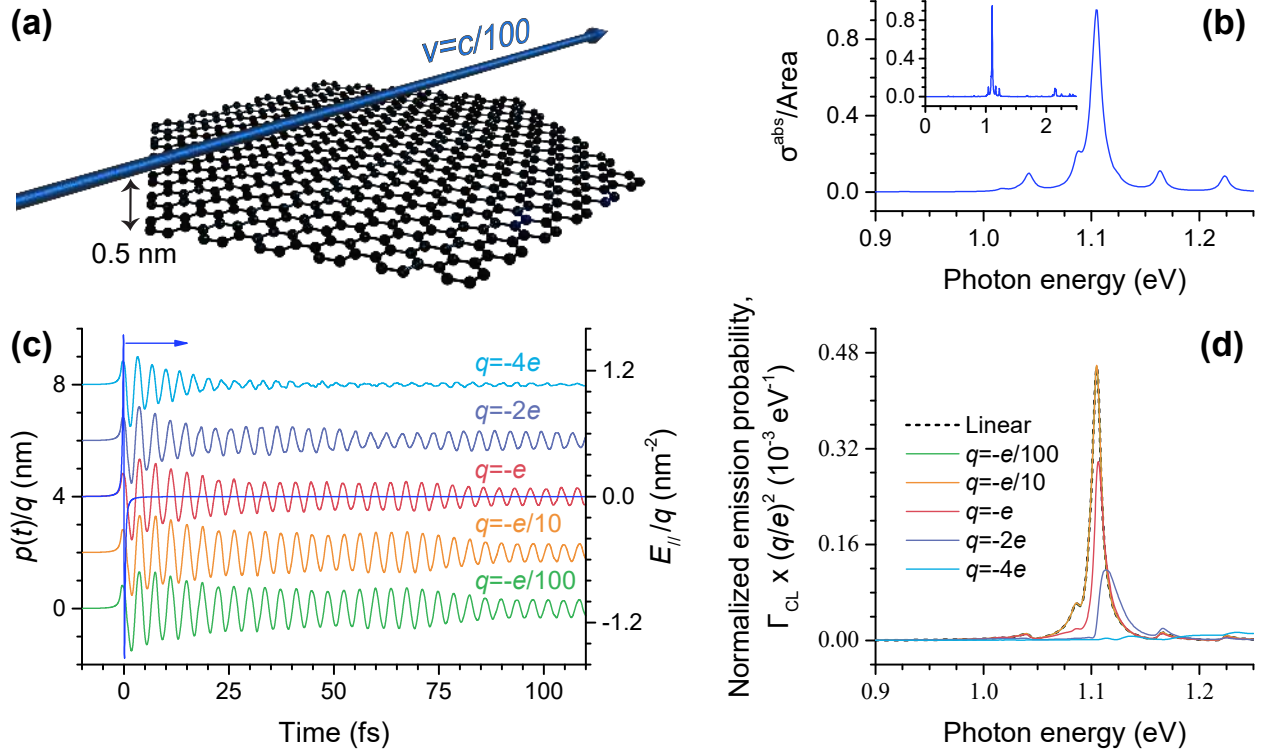 (a)
v=c/100
0.5 nm
(b)
σ^abs/Area
0.8
0.4
0.0
0.8
0.4
0.0
0 1 2
0.9 1.0 1.1 1.2
Photon energy (eV)
(c)
p(t)/q (nm)
8
4
0
q=-4e
q=-2e
q=-e
q=-e/10
q=-e/100
1.2
0.0
-1.2
E_//​/q (nm⁻²)
0 25 50 75 100
Time (fs)
(d)
Normalized emission probability,
Γ_CL x (q/e)² (10⁻³ eV⁻¹)
0.48
0.32
0.16
0.00
Linear
q=-e/100
q=-e/10
q=-e
q=-2e
q=-4e
0.9 1.0 1.1 1.2
Photon energy (eV)